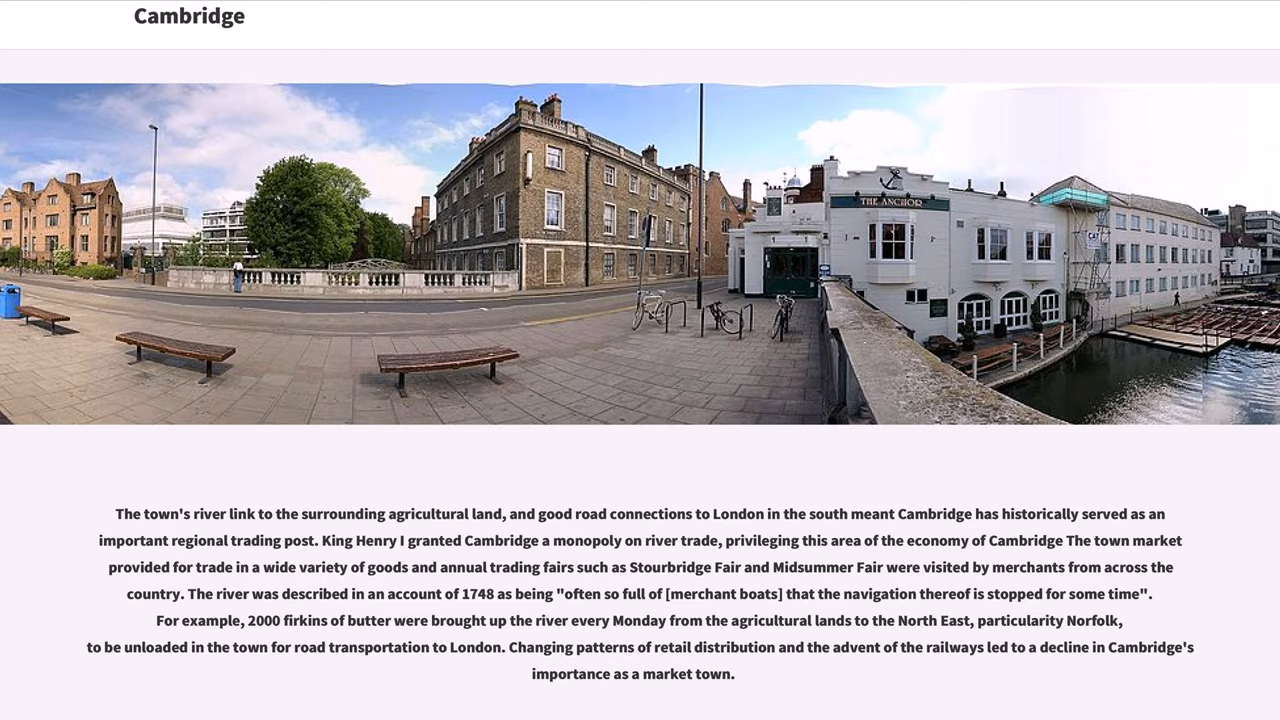 Cambridge
THE ANCHOR
The town's river link to the surrounding agricultural land, and good road connections to London in the south meant Cambridge has historically served as an
important regional trading post. King Henry I granted Cambridge a monopoly on river trade, privileging this area of the economy of Cambridge The town market
provided for trade in a wide variety of goods and annual trading fairs such as Stourbridge Fair and Midsummer Fair were visited by merchants from across the
country. The river was described in an account of 1748 as being "often so full of [merchant boats] that the navigation thereof is stopped for some time".
For example, 2000 firkins of butter were brought up the river every Monday from the agricultural lands to the North East, particularity Norfolk,
to be unloaded in the town for road transportation to London. Changing patterns of retail distribution and the advent of the railways led to a decline in Cambridge's
importance as a market town.